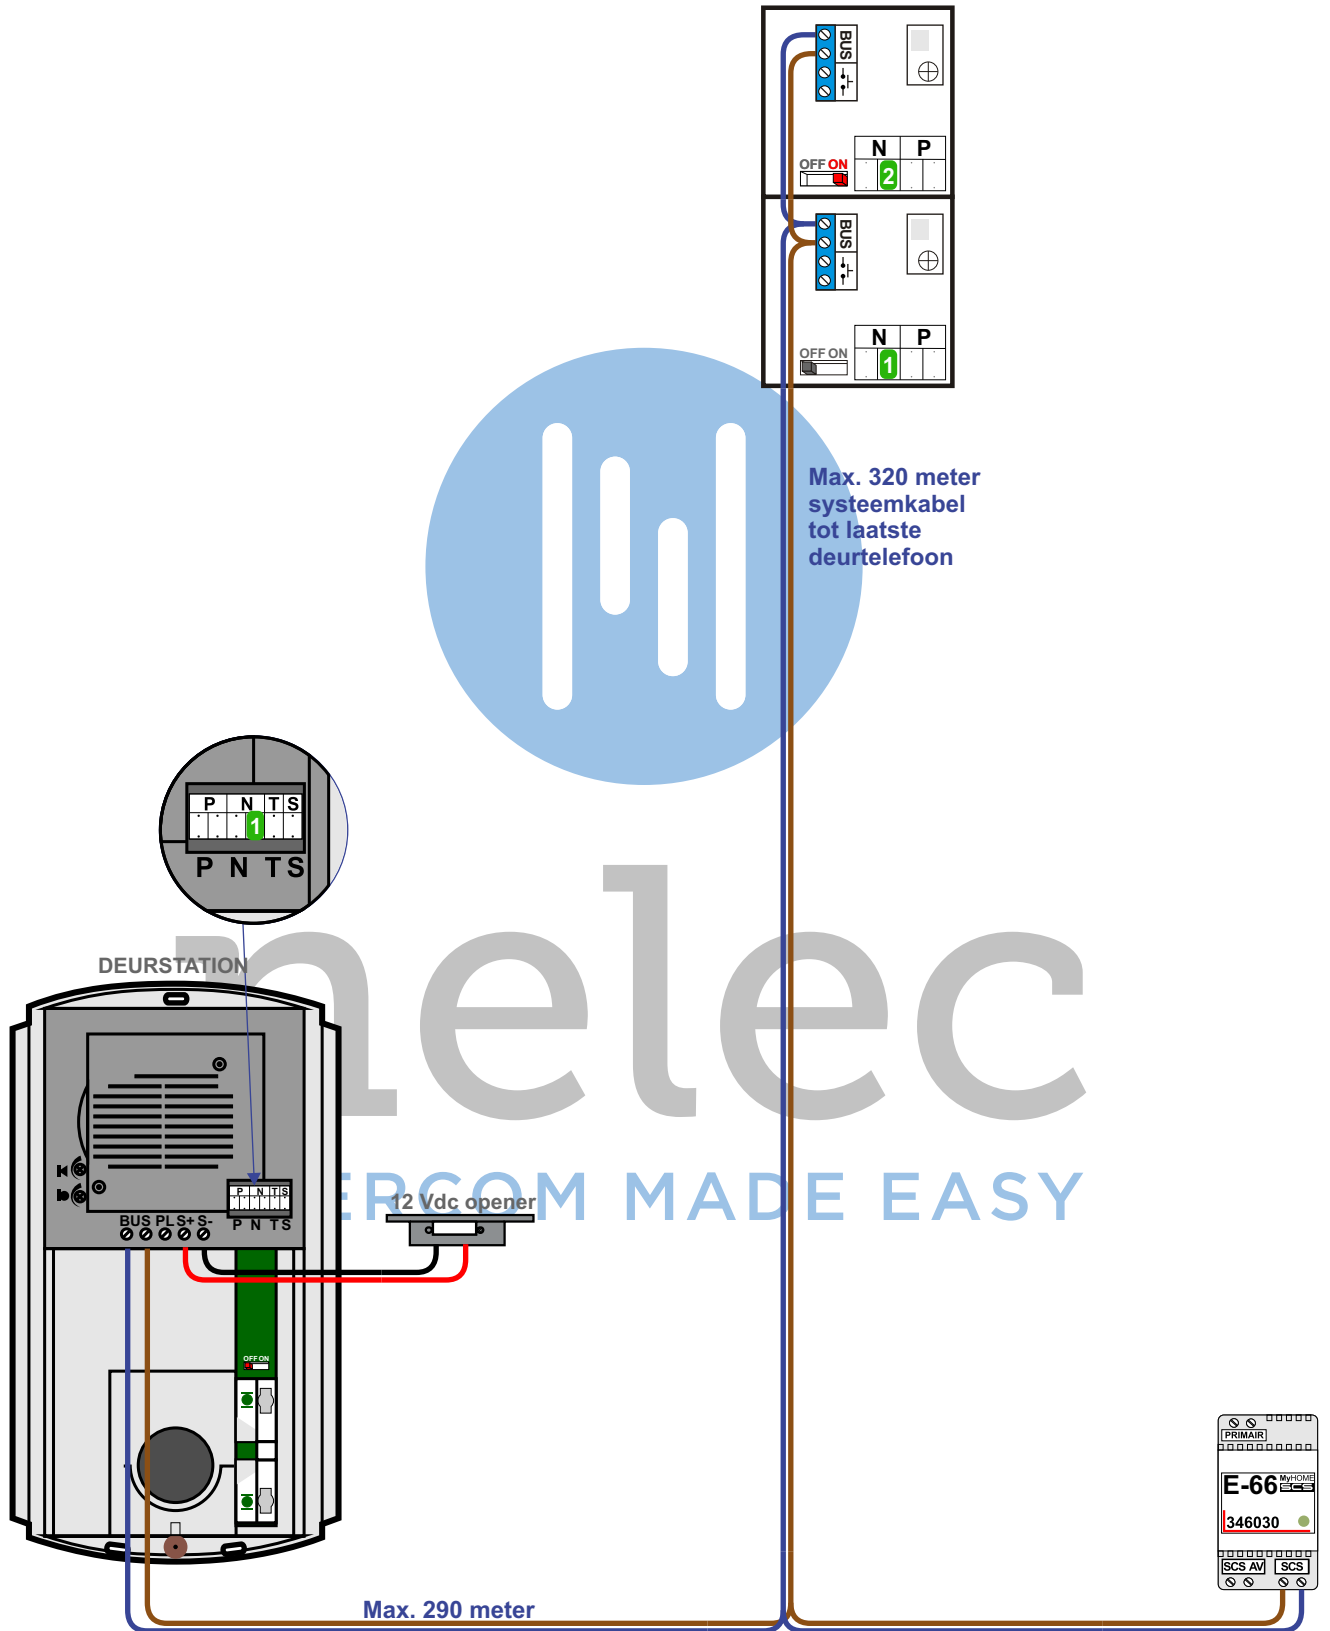 BUS
OFF ON
N P
2
BUS
OFF ON
N P
1
Max. 320 meter
systeemkabel
tot laatste
deurtelefoon
P N T S
1
P N T S
DEURSTATION
nelec
ERCOM MADE EASY
12 Vdc opener
P N T S
BUS PL S+ S-
P N T S
OFF ON
PRIMAIR
E-66 MyHOME
SCS
346030
SCS AV SCS
Max. 290 meter